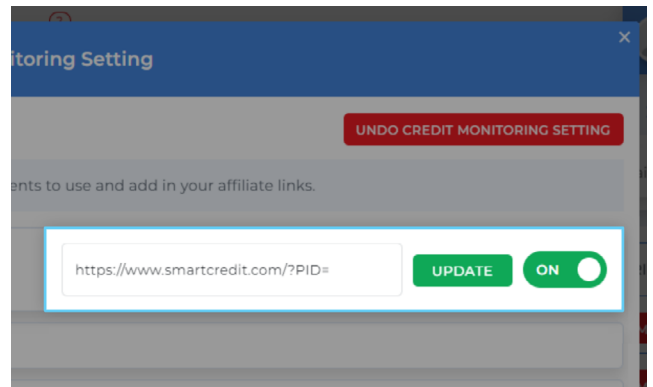 itoring Setting
×
UNDO CREDIT MONITORING SETTING
ents to use and add in your affiliate links.
https://www.smartcredit.com/?PID=
UPDATE
ON